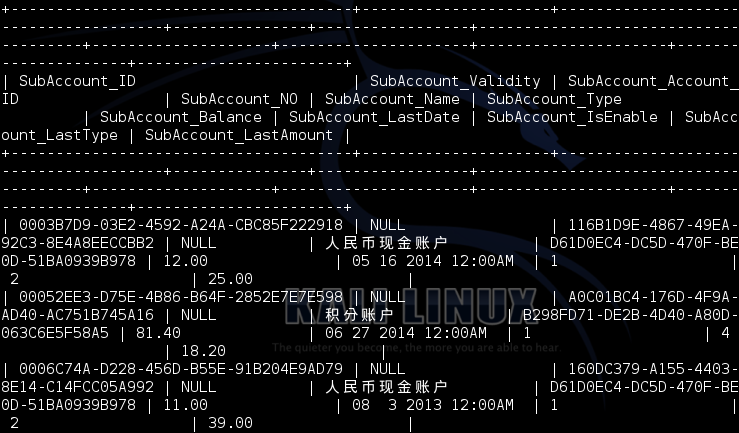 +--------------------------------------+---------------------+---------------------
-----------------+---------------+------------------+---------------------
-----------------+---------------------+---------------------+---------------------+-------
---------------+------------------------+
| SubAccount_ID | SubAccount_Validity | SubAccount_Account_
ID | SubAccount_NO | SubAccount_Name | SubAccount_Type
| SubAccount_Balance | SubAccount_LastDate | SubAccount_IsEnable | SubAcc
ount_LastType | SubAccount_LastAmount |
+--------------------------------------+---------------------+---------------------
-----------------+---------------+------------------+---------------------
-----------------+---------------------+---------------------+---------------------+-------
---------------+------------------------+
| 0003B7D9-03E2-4592-A24A-CBC85F222918 | NULL | 116B1D9E-4867-49EA-
92C3-8E4A8EECCBB2 | NULL | 人民币现金账户 | D61D0EC4-DC5D-470F-BE
0D-51BA0939B978 | 12.00 | 05 16 2014 12:00AM | 1 |
2 | 25.00 |
| 00052EE3-D75E-4B86-B64F-2852E7E7E598 | NULL | A0C01BC4-176D-4F9A-
AD40-AC751B745A16 | NULL | 积分账户 | B298FD71-DE2B-4D40-A80D-
063C6E5F58A5 | 81.40 | 06 27 2014 12:00AM | 1 | 4
| 18.20 |
KALI LINUX
The quieter you become, the more you are able to hear.
| 0006C74A-D228-456D-B55E-91B204E9AD79 | NULL | 160DC379-A155-4403-
8E14-C14FCC05A992 | NULL | 人民币现金账户 | D61D0EC4-DC5D-470F-BE
0D-51BA0939B978 | 11.00 | 08 3 2013 12:00AM | 1 |
2 | 39.00 |